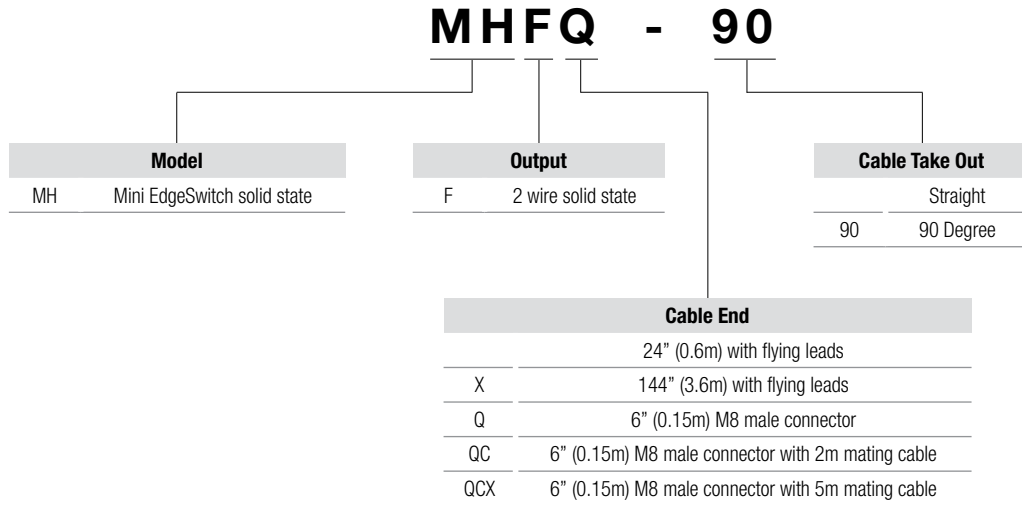 MHFQ - 90
Model Output Cable Take Out
MH Mini EdgeSwitch solid state F 2 wire solid state Straight
90 90 Degree
Cable End
24” (0.6m) with flying leads
X 144” (3.6m) with flying leads
Q 6” (0.15m) M8 male connector
QC 6” (0.15m) M8 male connector with 2m mating cable
QCX 6” (0.15m) M8 male connector with 5m mating cable